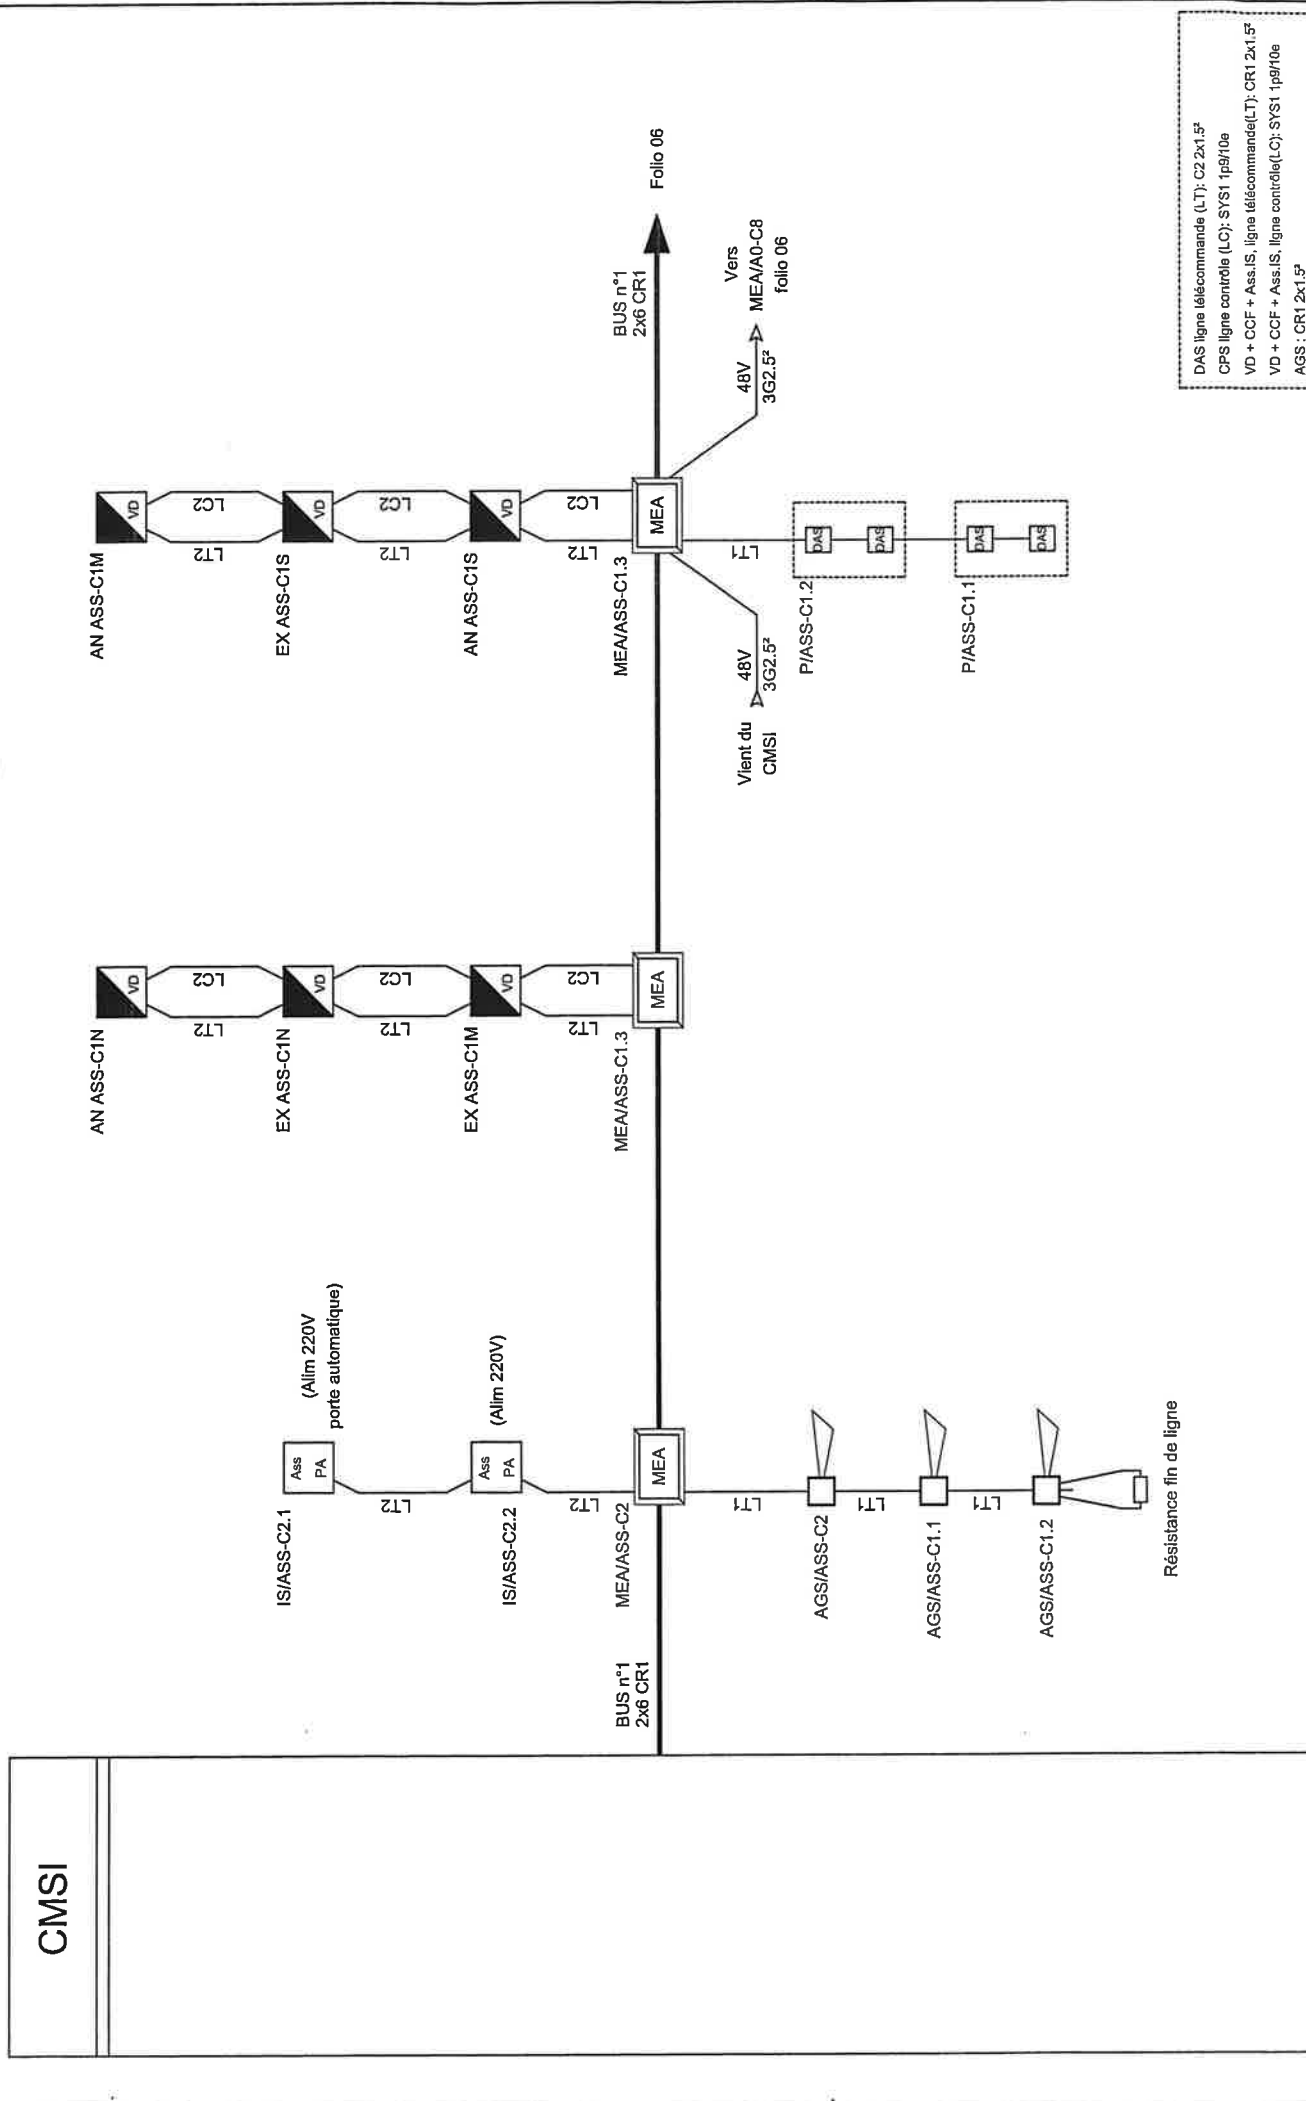 CMSI
BUS n°1
2x6 CR1
IS/ASS-C2.1
Ass
PA
(Alim 220V
porte automatique)
LT2
IS/ASS-C2.2
Ass
PA
(Alim 220V)
LT2
MEA/ASS-C2
MEA
LT1
AGS/ASS-C2
LT1
AGS/ASS-C1.1
LT1
AGS/ASS-C1.2
Résistance fin de ligne
AN ASS-C1N
VD
LT2
LC2
EX ASS-C1N
VD
LT2
LC2
EX ASS-C1M
VD
LT2
LC2
MEA/ASS-C1.3
MEA
AN ASS-C1M
VD
LT2
LC2
EX ASS-C1S
VD
LT2
LC2
AN ASS-C1S
VD
LT2
LC2
MEA/ASS-C1.3
MEA
Vient du
CMSI
48V
3G2.5²
LT1
P/ASS-C1.2
DAS
DAS
P/ASS-C1.1
DAS
DAS
48V
3G2.5²
Vers
MEA/A0-C8
folio 06
BUS n°1
2x6 CR1
Folio 06
DAS ligne télécommande (LT): C2 2x1.5²
CPS ligne contrôle (LC): SYS1 1p9/10e
VD + CCF + Ass.IS, ligne télécommande(LT): CR1 2x1.5²
VD + CCF + Ass.IS, ligne contrôle(LC): SYS1 1p9/10e
AGS : CR1 2x1.5²